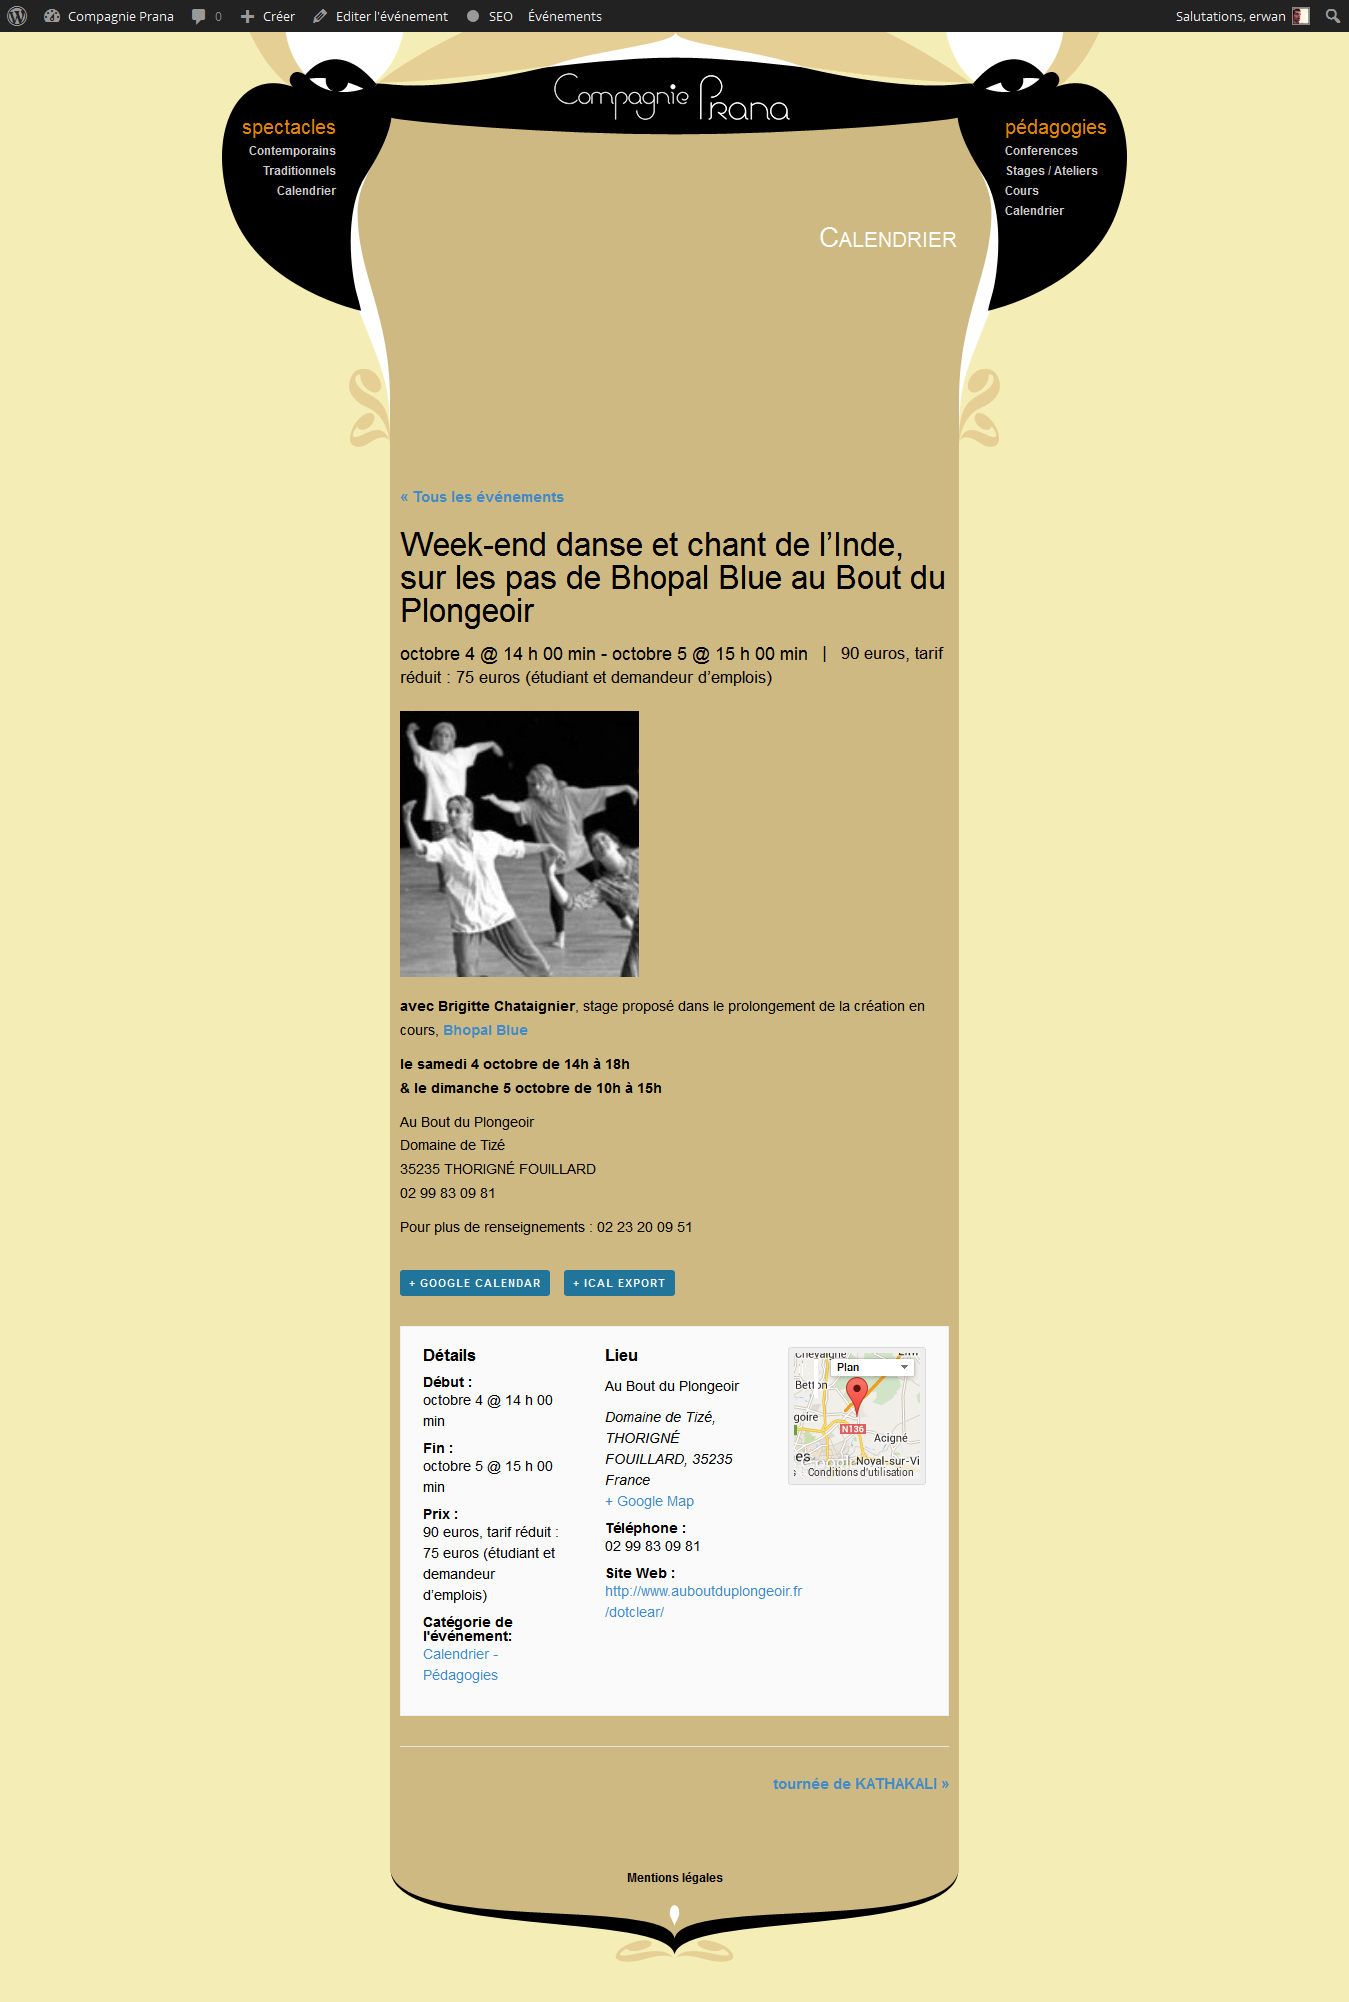 Compagnie Prana 0 Créer Editer l'événement SEO Événements Salutations, erwan
Compagnie Prana
spectacles
Contemporains
Traditionnels
Calendrier
pédagogies
Conferences
Stages / Ateliers
Cours
Calendrier
CALENDRIER
« Tous les événements
Week-end danse et chant de l’Inde,
sur les pas de Bhopal Blue au Bout du
Plongeoir
octobre 4 @ 14 h 00 min - octobre 5 @ 15 h 00 min | 90 euros, tarif
réduit : 75 euros (étudiant et demandeur d’emplois)
avec Brigitte Chataignier, stage proposé dans le prolongement de la création en
cours, Bhopal Blue
le samedi 4 octobre de 14h à 18h
& le dimanche 5 octobre de 10h à 15h
Au Bout du Plongeoir
Domaine de Tizé
35235 THORIGNÉ FOUILLARD
02 99 83 09 81
Pour plus de renseignements : 02 23 20 09 51
+ GOOGLE CALENDAR + ICAL EXPORT
Détails
Début :
octobre 4 @ 14 h 00
min
Fin :
octobre 5 @ 15 h 00
min
Prix :
90 euros, tarif réduit :
75 euros (étudiant et
demandeur
d’emplois)
Catégorie de
l'événement:
Calendrier -
Pédagogies
Lieu
Au Bout du Plongeoir
Domaine de Tizé,
THORIGNÉ
FOUILLARD, 35235
France
+ Google Map
Téléphone :
02 99 83 09 81
Site Web :
http://www.auboutduplongeoir.fr
/dotclear/
Chevaigné
Plan
Betton
goire
N136
Acigné
es
Noyal-sur-Vi
Conditions d'utilisation
tournée de KATHAKALI »
Mentions légales